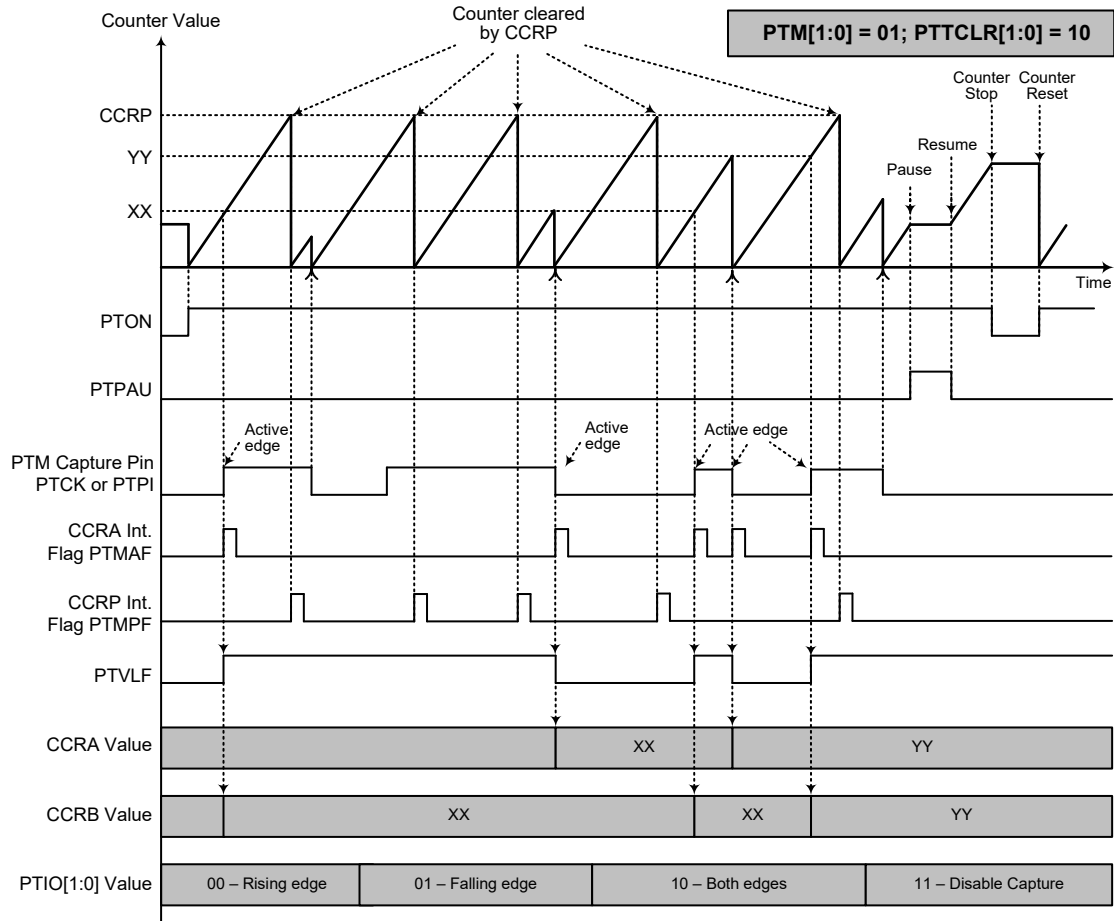 Counter Value
Counter cleared
by CCRP
PTM[1:0] = 01; PTTCLR[1:0] = 10
Counter
Stop
Counter
Reset
CCRP
YY
XX
Pause
Resume
Time
PTON
PTPAU
Active
edge
Active
edge
Active edge
PTM Capture Pin
PTCK or PTPI
CCRA Int.
Flag PTMAF
CCRP Int.
Flag PTMPF
PTVLF
CCRA Value
XX
YY
CCRB Value
XX
XX
YY
PTIO[1:0] Value
00 – Rising edge
01 – Falling edge
10 – Both edges
11 – Disable Capture